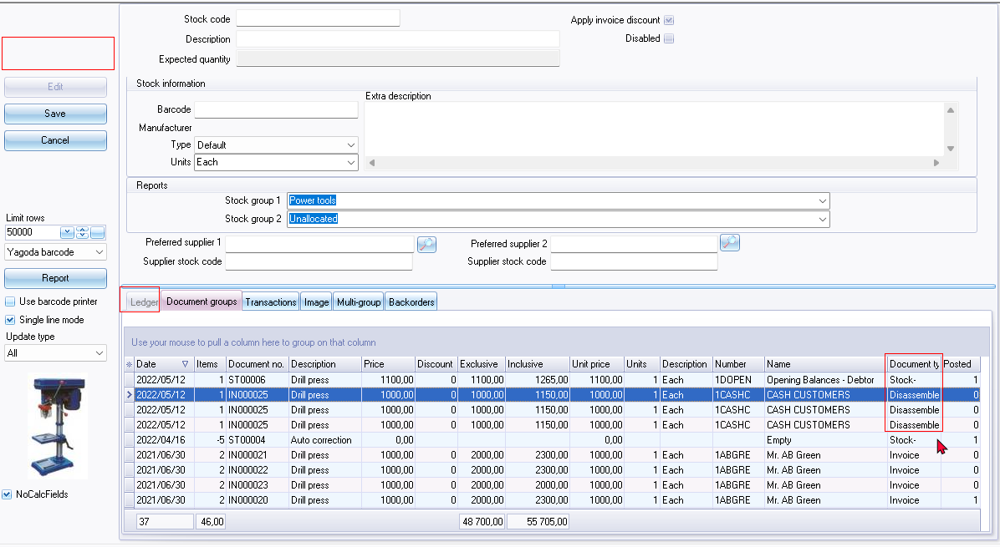 Stock code
Apply invoice discount
Description
Disabled
Expected quantity
Edit
Save
Cancel
Stock information
Extra description
Barcode
Manufacturer
Type Default
Units Each
Reports
Stock group 1 Power tools
Stock group 2 Unallocated
Limit rows
50000
Yagoda barcode
Report
Use barcode printer
Single line mode
Update type
All
NoCalcFields
Preferred supplier 1
Preferred supplier 2
Supplier stock code
Supplier stock code
Ledger Document groups Transactions Image Multi-group Backorders
Use your mouse to pull a column here to group on that column
Date Items Document no. Description Price Discount Exclusive Inclusive Unit price Units Description Number Name Document ty Posted
2022/05/12 1 ST00006 Drill press 1100,00 0 1100,00 1265,00 1100,00 1 Each 1DOPEN Opening Balances - Debtor Stock- 1
2022/05/12 1 IN000025 Drill press 1000,00 0 1000,00 1150,00 1000,00 1 Each 1CASHC CASH CUSTOMERS Disassemble 0
2022/05/12 1 IN000025 Drill press 1000,00 0 1000,00 1150,00 1000,00 1 Each 1CASHC CASH CUSTOMERS Disassemble 0
2022/05/12 1 IN000025 Drill press 1000,00 0 1000,00 1150,00 1000,00 1 Each 1CASHC CASH CUSTOMERS Disassemble 0
2022/04/16 -5 ST00004 Auto correction 0,00 0,00 Empty Stock- 1
2021/06/30 2 IN000021 Drill press 1000,00 0 2000,00 2300,00 1000,00 1 Each 1ABGRE Mr. AB Green Invoice 0
2021/06/30 2 IN000022 Drill press 1000,00 0 2000,00 2300,00 1000,00 1 Each 1ABGRE Mr. AB Green Invoice 0
2021/06/30 2 IN000023 Drill press 1000,00 0 2000,00 2300,00 1000,00 1 Each 1ABGRE Mr. AB Green Invoice 0
2021/06/30 2 IN000020 Drill press 1000,00 0 2000,00 2300,00 1000,00 1 Each 1ABGRE Mr. AB Green Invoice 1
37 46,00 48 700,00 55 705,00